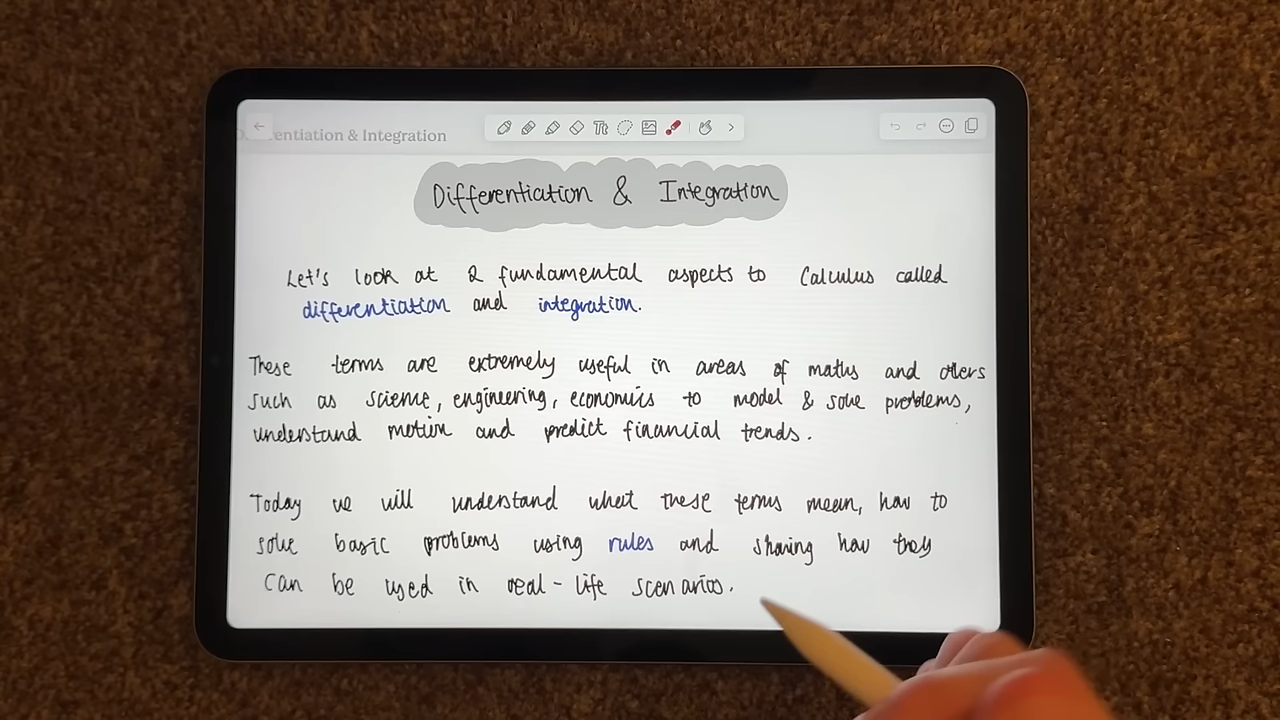 entiation & Integration
Differentiation & Integration
Let's look at 2 fundamental aspects to Calculus called
differentiation and integration.
These terms are extremely useful in areas of maths and others
such as science, engineering, economics to model & solve problems,
understand motion and predict financial trends.
Today we will understand what these terms mean, how to
solve basic problems using rules and sharing how they
can be used in real-life scenarios.